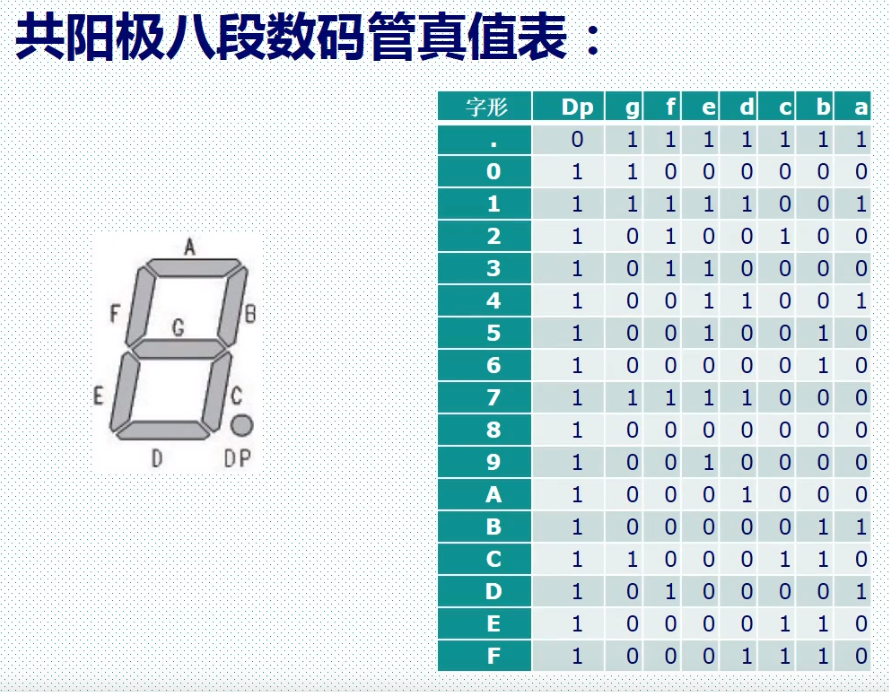 共阳极八段数码管真值表：
字形 Dp g f e d c b a
. 0 1 1 1 1 1 1 1
0 1 1 0 0 0 0 0 0
1 1 1 1 1 1 0 0 1
2 1 0 1 0 0 1 0 0
3 1 0 1 1 0 0 0 0
4 1 0 0 1 1 0 0 1
5 1 0 0 1 0 0 1 0
6 1 0 0 0 0 0 1 0
7 1 1 1 1 1 0 0 0
8 1 0 0 0 0 0 0 0
9 1 0 0 1 0 0 0 0
A 1 0 0 0 1 0 0 0
B 1 0 0 0 0 0 1 1
C 1 1 0 0 0 1 1 0
D 1 0 1 0 0 0 0 1
E 1 0 0 0 0 1 1 0
F 1 0 0 0 1 1 1 0
A
F B
G
E C
D DP